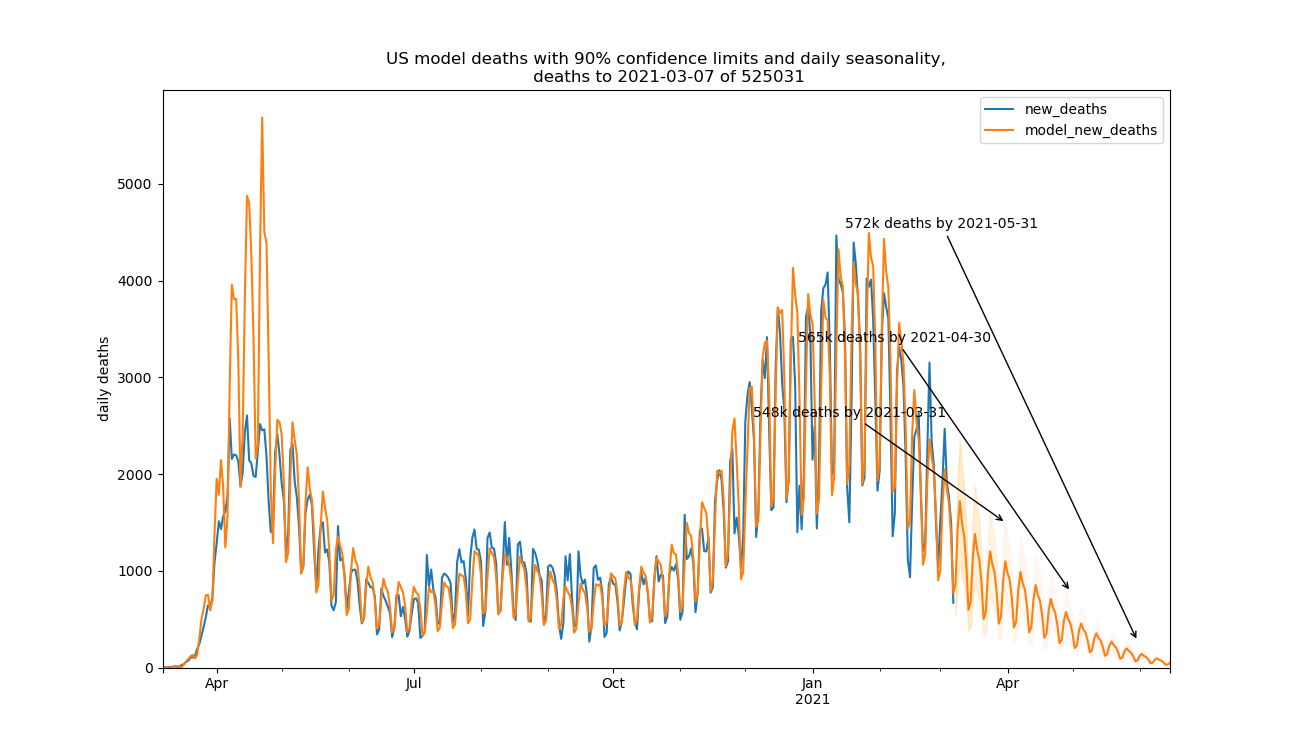 US model deaths with 90% confidence limits and daily seasonality,
deaths to 2021-03-07 of 525031
new_deaths
model_new_deaths
daily deaths
5000
4000
3000
2000
1000
0
572k deaths by 2021-05-31
565k deaths by 2021-04-30
548k deaths by 2021-03-31
Apr
Jul
Oct
Jan
2021
Apr